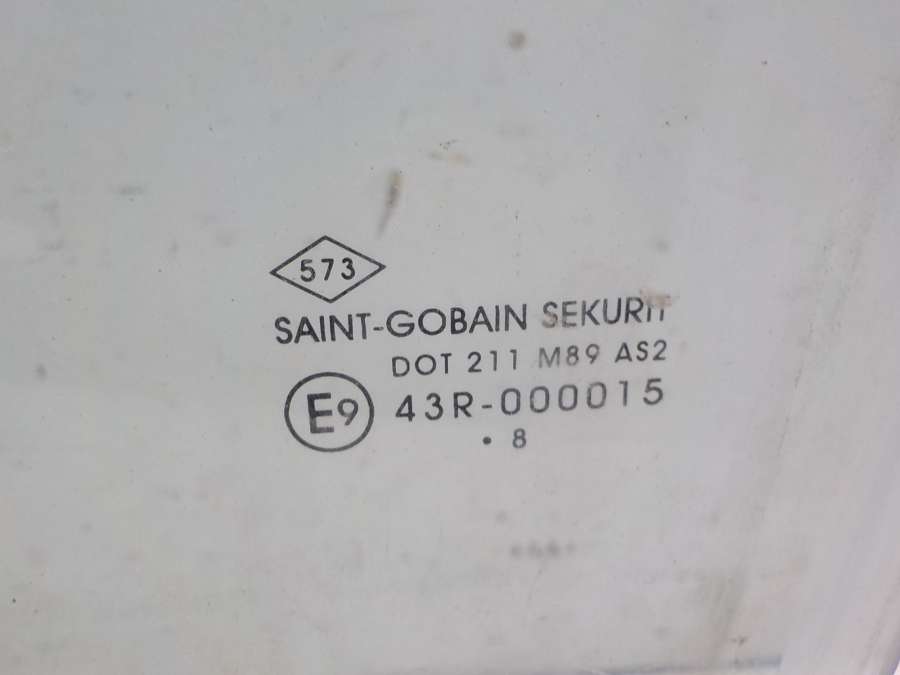 573
SAINT-GOBAIN SEKURIT
DOT 211 M89 AS2
E9 43R-000015
. 8